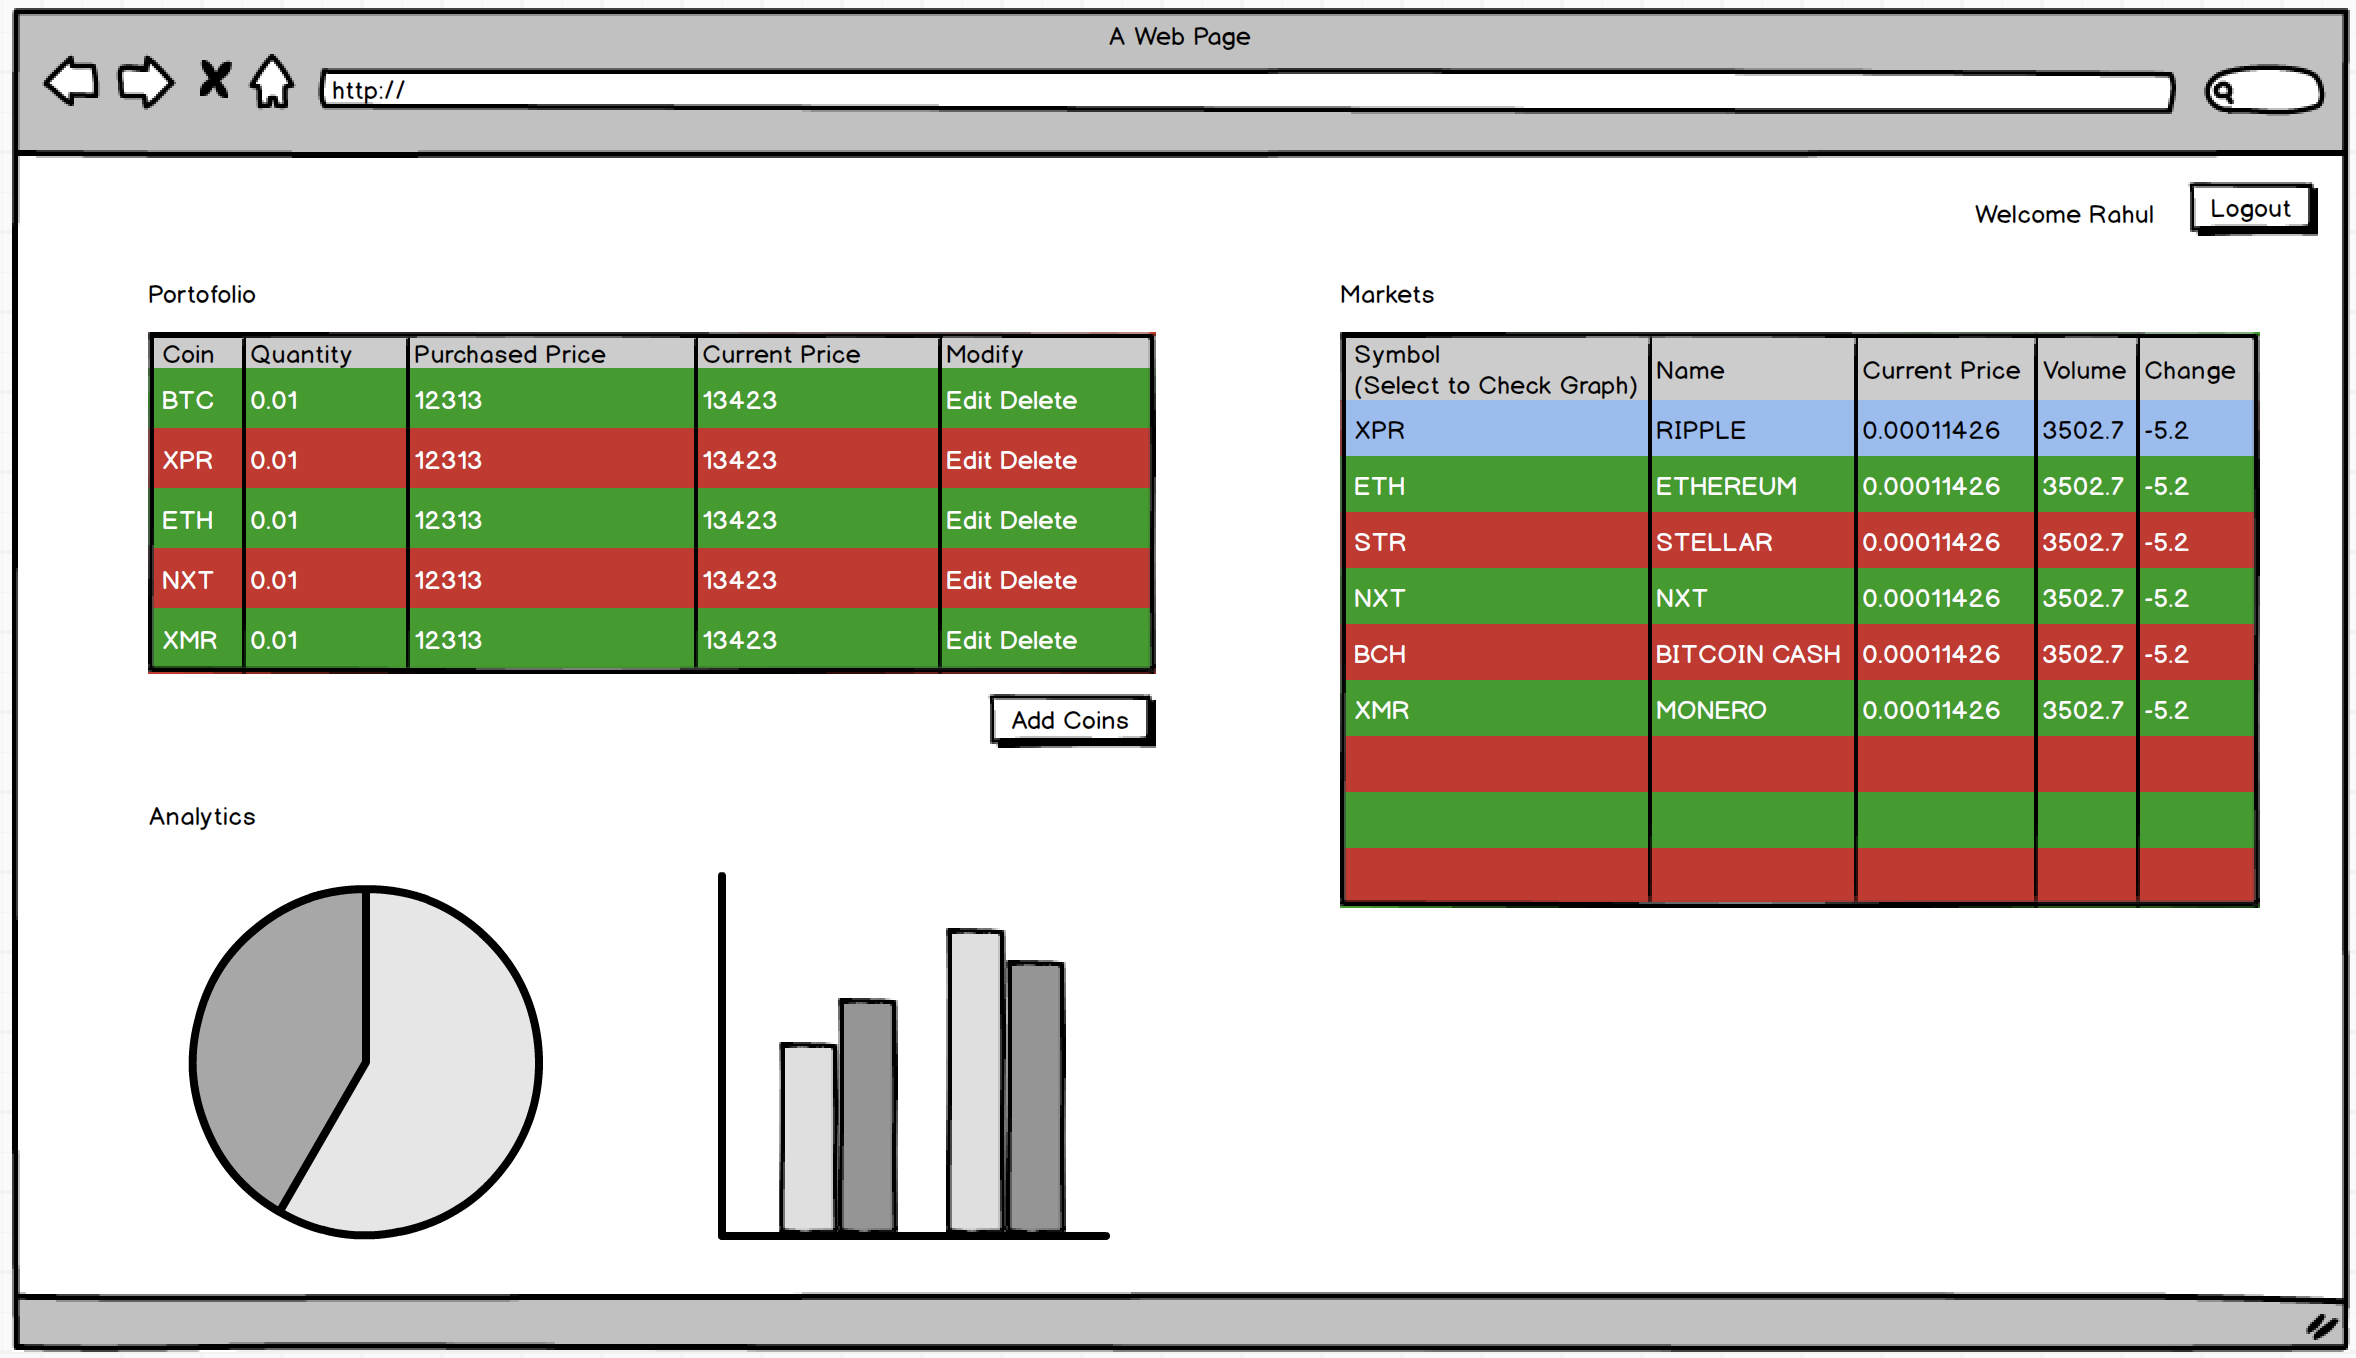 A Web Page
http://
Welcome Rahul
Logout
Portofolio
Coin Quantity Purchased Price Current Price Modify
BTC 0.01 12313 13423 Edit Delete
XPR 0.01 12313 13423 Edit Delete
ETH 0.01 12313 13423 Edit Delete
NXT 0.01 12313 13423 Edit Delete
XMR 0.01 12313 13423 Edit Delete
Add Coins
Markets
Symbol
(Select to Check Graph) Name Current Price Volume Change
XPR RIPPLE 0.00011426 3502.7 -5.2
ETH ETHEREUM 0.00011426 3502.7 -5.2
STR STELLAR 0.00011426 3502.7 -5.2
NXT NXT 0.00011426 3502.7 -5.2
BCH BITCOIN CASH 0.00011426 3502.7 -5.2
XMR MONERO 0.00011426 3502.7 -5.2
Analytics